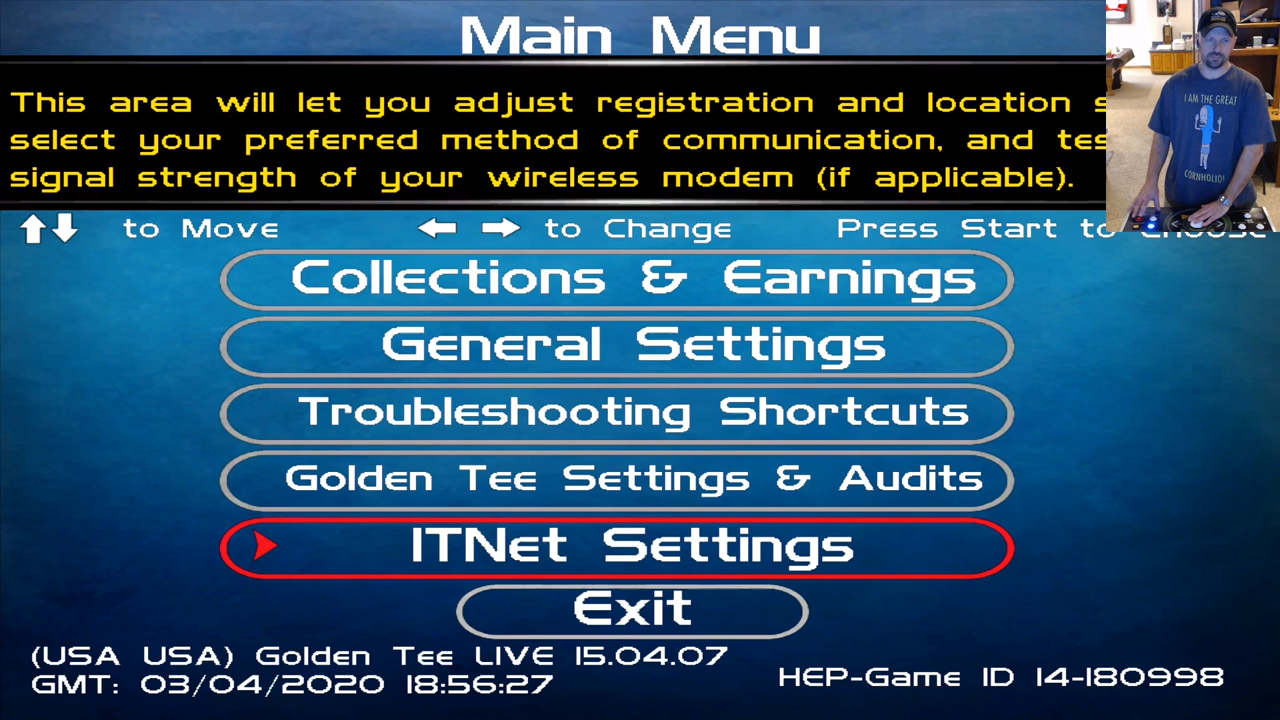 Main Menu
This area will let you adjust registration and location
select your preferred method of communication, and
signal strength of your wireless modem (if applicable).
to Move to Change Press Start to Choose
I AM THE GREAT
CORNHOLIO!
Collections & Earnings
General Settings
Troubleshooting Shortcuts
Golden Tee Settings & Audits
ITNet Settings
Exit
(USA USA) Golden Tee LIVE 15.04.07
GMT: 03/04/2020 18:56:27
HEP-Game ID 14-180998